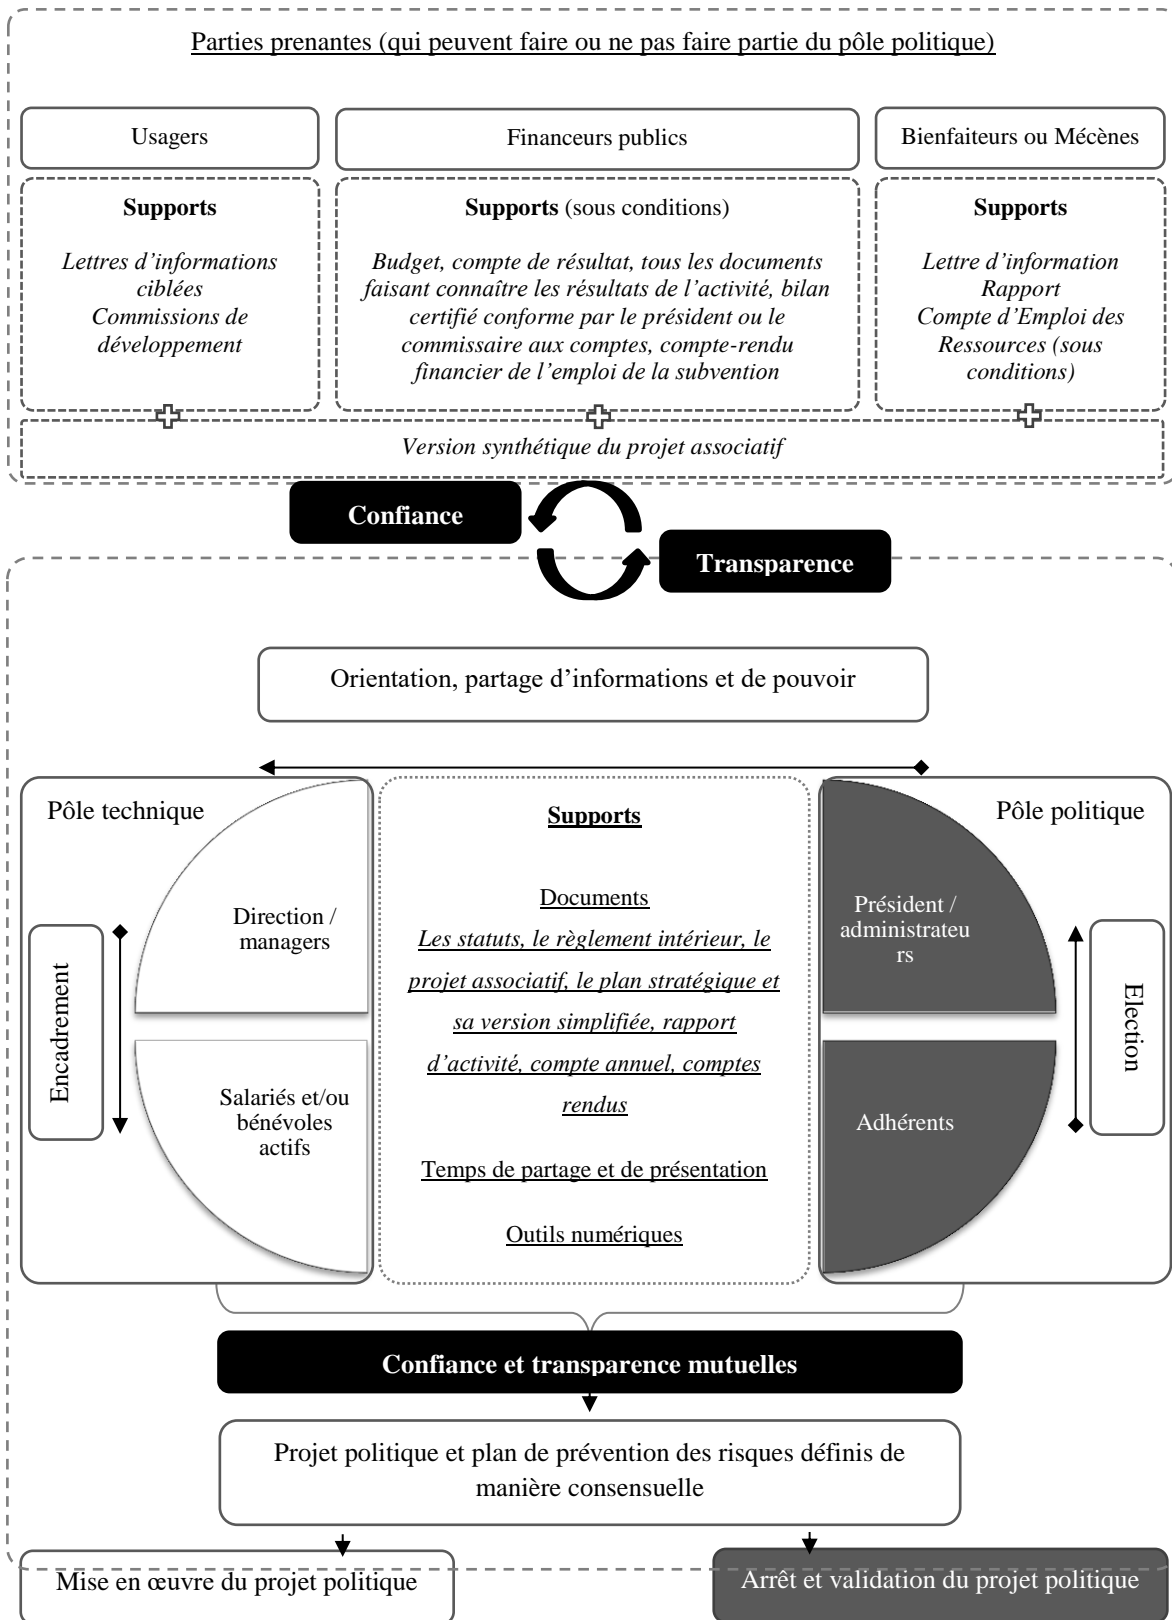 Parties prenantes (qui peuvent faire ou ne pas faire partie du pôle politique)
Usagers
Financeurs publics
Bienfaiteurs ou Mécènes
Supports
Lettres d’informations
ciblées
Commissions de
développement
Supports (sous conditions)
Budget, compte de résultat, tous les documents
faisant connaître les résultats de l’activité, bilan
certifié conforme par le président ou le
commissaire aux comptes, compte-rendu
financier de l’emploi de la subvention
Supports
Lettre d’information
Rapport
Compte d’Emploi des
Ressources (sous
conditions)
Version synthétique du projet associatif
Confiance
Transparence
Orientation, partage d’informations et de pouvoir
Pôle technique
Direction /
managers
Encadrement
Salariés et/ou
bénévoles
actifs
Supports
Documents
Les statuts, le règlement intérieur, le
projet associatif, le plan stratégique et
sa version simplifiée, rapport
d’activité, compte annuel, comptes
rendus
Temps de partage et de présentation
Outils numériques
Pôle politique
Président /
administrateu
rs
Election
Adhérents
Confiance et transparence mutuelles
Projet politique et plan de prévention des risques définis de
manière consensuelle
Mise en œuvre du projet politique
Arrêt et validation du projet politique